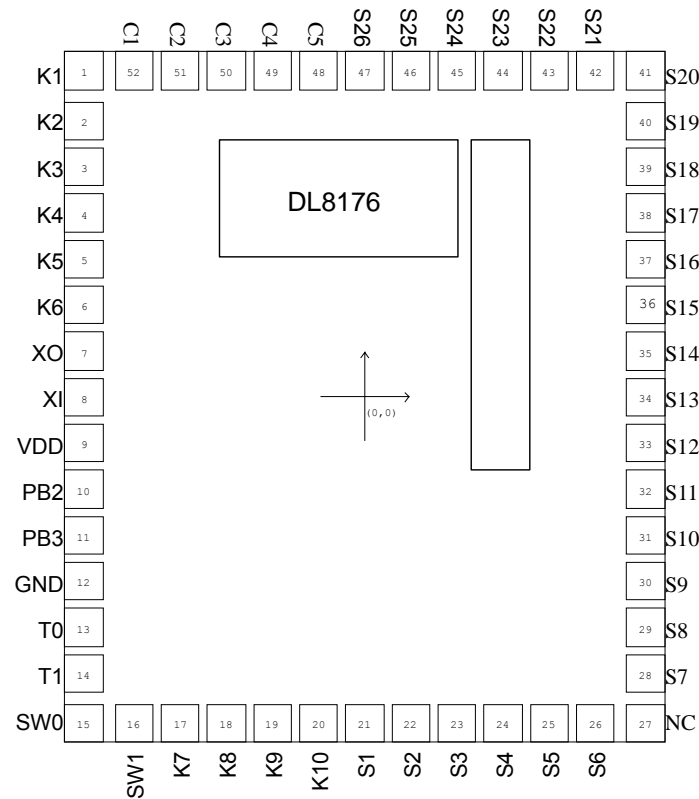 C1 C2 C3 C4 C5 S26 S25 S24 S23 S22 S21
K1 1 52 51 50 49 48 47 46 45 44 43 42 41 S20
K2 2 40 S19
K3 3 39 S18
DL8176
K4 4 38 S17
K5 5 37 S16
K6 6 36 S15
XO 7 35 S14
XI 8 34 S13
(0,0)
VDD 9 33 S12
PB2 10 32 S11
PB3 11 31 S10
GND 12 30 S9
T0 13 29 S8
T1 14 28 S7
SW0 15 16 17 18 19 20 21 22 23 24 25 26 27 NC
SW1 K7 K8 K9 K10 S1 S2 S3 S4 S5 S6